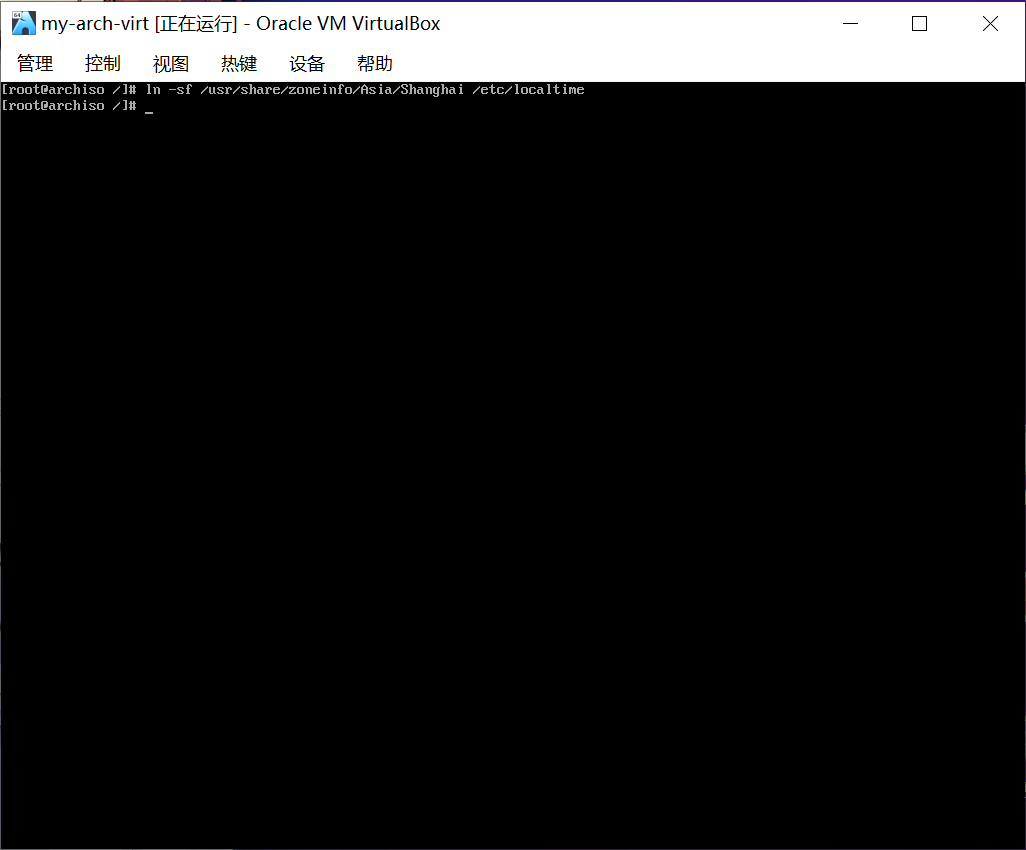 my-arch-virt [正在运行] - Oracle VM VirtualBox
管理 控制 视图 热键 设备 帮助
[root@archiso /]# ln -sf /usr/share/zoneinfo/Asia/Shanghai /etc/localtime
[root@archiso /]# _